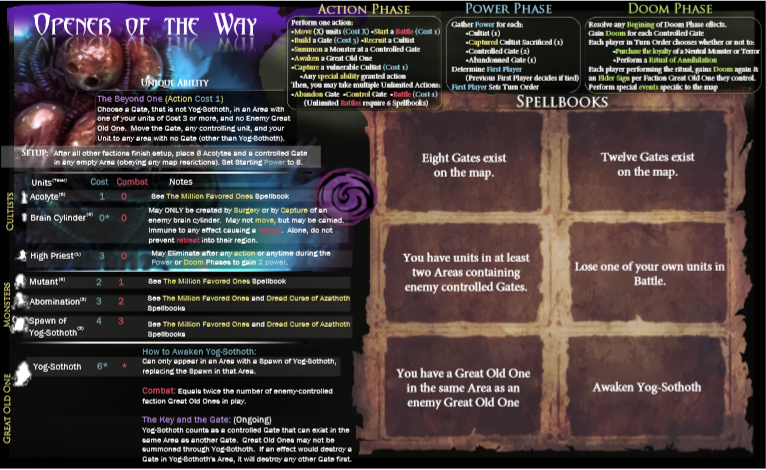 Opener of the Way
Unique Ability
The Beyond One (Action Cost 1)
Choose a Gate, that is not Yog-Sothoth, in an Area with
one of your units of Cost 3 or more, and no Enemy Great
Old One. Move the Gate, any controlling unit, and your
Unit to any area with no Gate (other than Yog-Sothoth).
Setup: After all other factions finish setup, place 6 Acolytes and a controlled Gate
in any empty Area (obeying any map restrictions). Set Starting Power to 8.
Action Phase
Perform one action:
•Move (X) units (Cost X) •Start a Battle (Cost 1)
•Build a Gate (Cost 3) •Recruit a Cultist
•Summon a Monster at a Controlled Gate
•Awaken a Great Old One
•Capture a vulnerable Cultist (Cost 1)
•Any special ability granted action
Then, you may take multiple Unlimited Actions:
•Abandon Gate •Control Gate •Battle (Cost 1)
(Unlimited Battles require 6 Spellbooks)
Power Phase
Gather Power for each:
•Cultist (1)
•Captured Cultist Sacrificed (1)
•Controlled Gate (2)
•Abandoned Gate (1)
Determine First Player
(Previous First Player decides if tied)
First Player Sets Turn Order
Doom Phase
Resolve any Begining of Doom Phase effects.
Gain Doom for each Controlled Gate
Each player in Turn Order chooses whether or not to:
•Purchase the loyalty of a Neutral Monster or Terror
•Perform a Ritual of Annihilation
Each player performing the ritual, gains Doom again &
an Elder Sign per Faction Great Old One they control.
Perform special events specific to the map
Cultists
Monsters
Great Old One
Units(Total) Cost Combat Notes
Acolyte(6) 1 0 See The Million Favored Ones Spellbook
Brain Cylinder(4) 0* 0 May ONLY be created by Surgery or by Capture of an
enemy brain cylinder. May not move, but may be carried.
Immune to any effect causing a retreat. Alone, do not
prevent retreat into their region.
High Priest(1) 3 0 May Eliminate after any action or anytime during the
Power or Doom Phases to gain 2 power.
Mutant(4) 2 1 See The Million Favored Ones Spellbook
Abomination(3) 3 2 See The Million Favored Ones and Dread Curse of Azathoth
Spellbooks
Spawn of
Yog-Sothoth(2) 4 3 See The Million Favored Ones and Dread Curse of Azathoth
Spellbooks
Yog-Sothoth 6* *
How to Awaken Yog-Sothoth:
Can only appear in an Area with a Spawn of Yog-Sothoth,
replacing the Spawn in that Area.
Combat: Equals twice the number of enemy-controlled
faction Great Old Ones in play.
The Key and the Gate: (Ongoing)
Yog-Sothoth counts as a controlled Gate that can exist in the
same Area as another Gate. Great Old Ones may not be
summoned through Yog-Sothoth. If an effect would destroy a
Gate in Yog-Sothoth's Area, it will destroy any other Gate first.
Spellbooks
Eight Gates exist
on the map.
Twelve Gates exist
on the map.
You have units in at least
two Areas containing
enemy controlled Gates.
Lose one of your own units in
Battle.
You have a Great Old One
in the same Area as an
enemy Great Old One
Awaken Yog-Sothoth